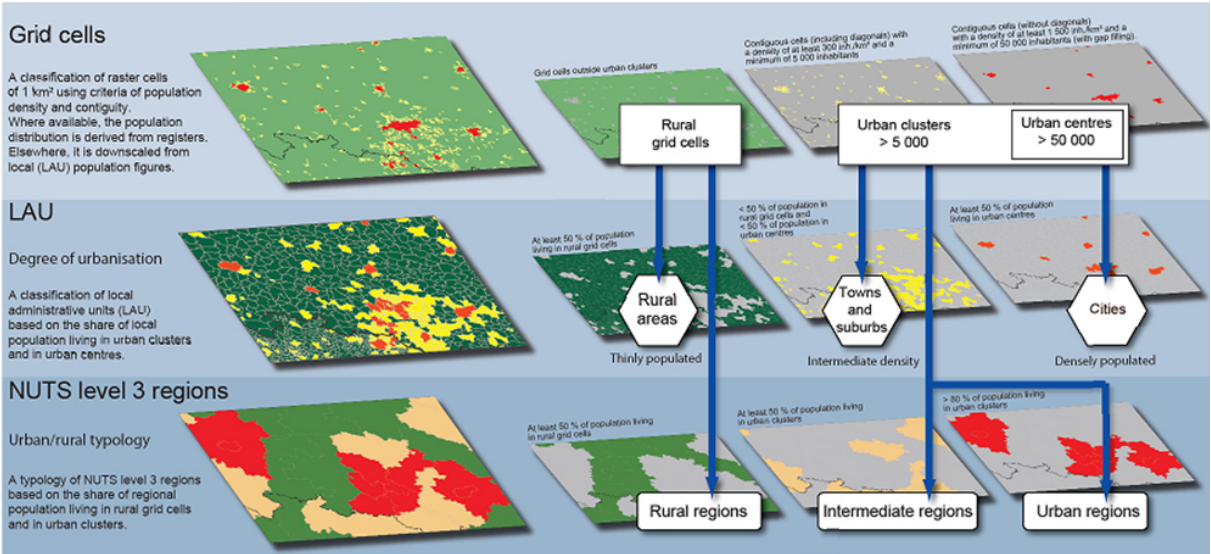 Grid cells
A classification of raster cells
of 1 km² using criteria of population
density and contiguity.
Where available, the population
distribution is derived from registers.
Elsewhere, it is downscaled from
local (LAU) population figures.
Grid cells outside urban clusters
Contiguous cells (including diagonals) with
a density of at least 300 inh./km² and a
minimum of 5 000 inhabitants
Contiguous cells (without diagonals)
with a density of at least 1 500 inh./km² and a
minimum of 50 000 inhabitants (with gap filling).
Rural
grid cells
Urban clusters
> 5 000
Urban centres
> 50 000
LAU
Degree of urbanisation
A classification of local
administrative units (LAU)
based on the share of local
population living in urban clusters
and in urban centres.
At least 50 % of population
living in rural grid cells
< 50 % of population in
rural grid cells and
< 50 % of population in
urban centres
At least 50 % of population
living in urban centres
Rural
areas
Towns
and
suburbs
Cities
Thinly populated
Intermediate density
Densely populated
NUTS level 3 regions
Urban/rural typology
A typology of NUTS level 3 regions
based on the share of regional
population living in rural grid cells
and in urban clusters.
At least 50 % of population living
in rural grid cells
At least 50 % of population living
in urban clusters
> 80 % of population living
in urban clusters
Rural regions
Intermediate regions
Urban regions